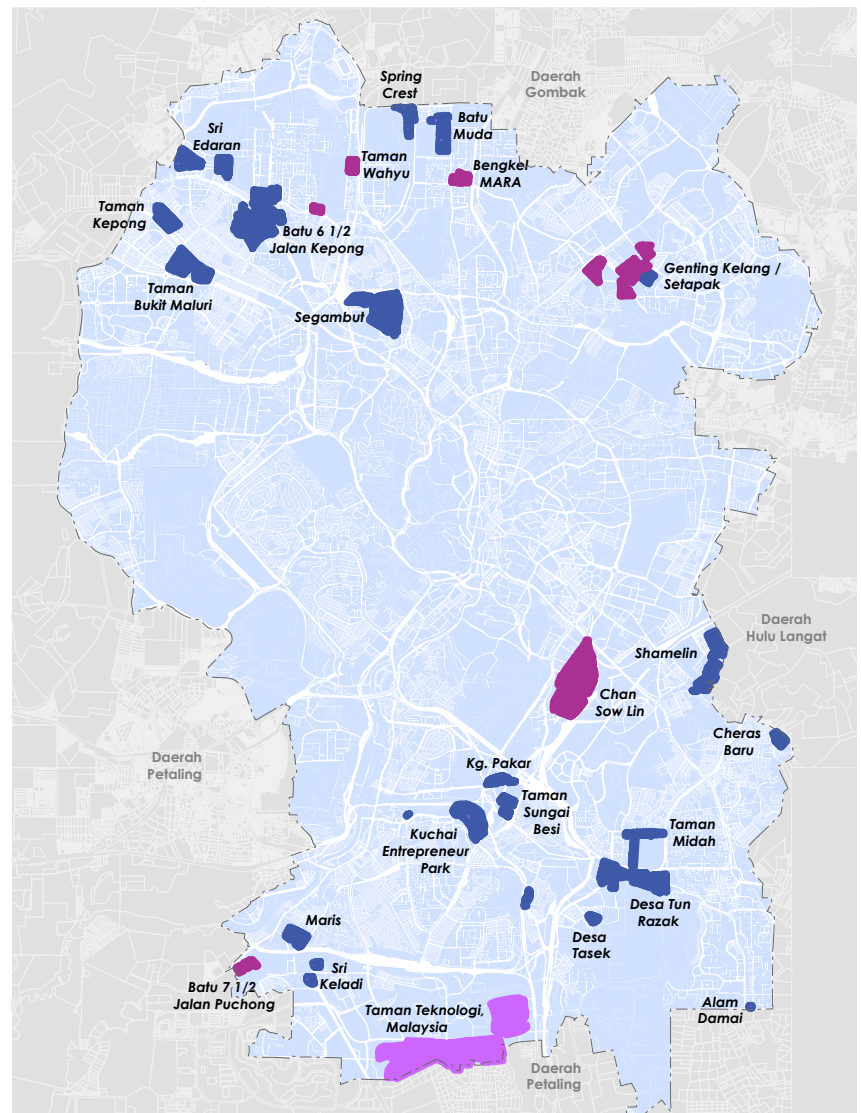 Spring
Crest
Daerah
Gombak
Batu
Muda
Sri
Edaran
Taman
Wahyu
Bengkel
MARA
Taman
Kepong
Batu 6 1/2
Jalan Kepong
Genting Kelang /
Setapak
Taman
Bukit Maluri
Segambut
Daerah
Hulu Langat
Shamelin
Chan
Sow Lin
Cheras
Baru
Daerah
Petaling
Kg. Pakar
Taman
Sungai
Besi
Kuchai
Entrepreneur
Park
Taman
Midah
Desa Tun
Razak
Maris
Desa
Tasek
Sri
Keladi
Batu 7 1/2
Jalan Puchong
Taman Teknologi,
Malaysia
Alam
Damai
Daerah
Petaling